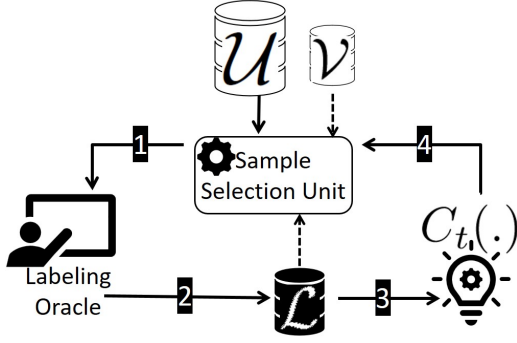 𝒰
𝒱
1
4
Sample
Selection Unit
C_t(.)
Labeling
Oracle
2
ℒ
3